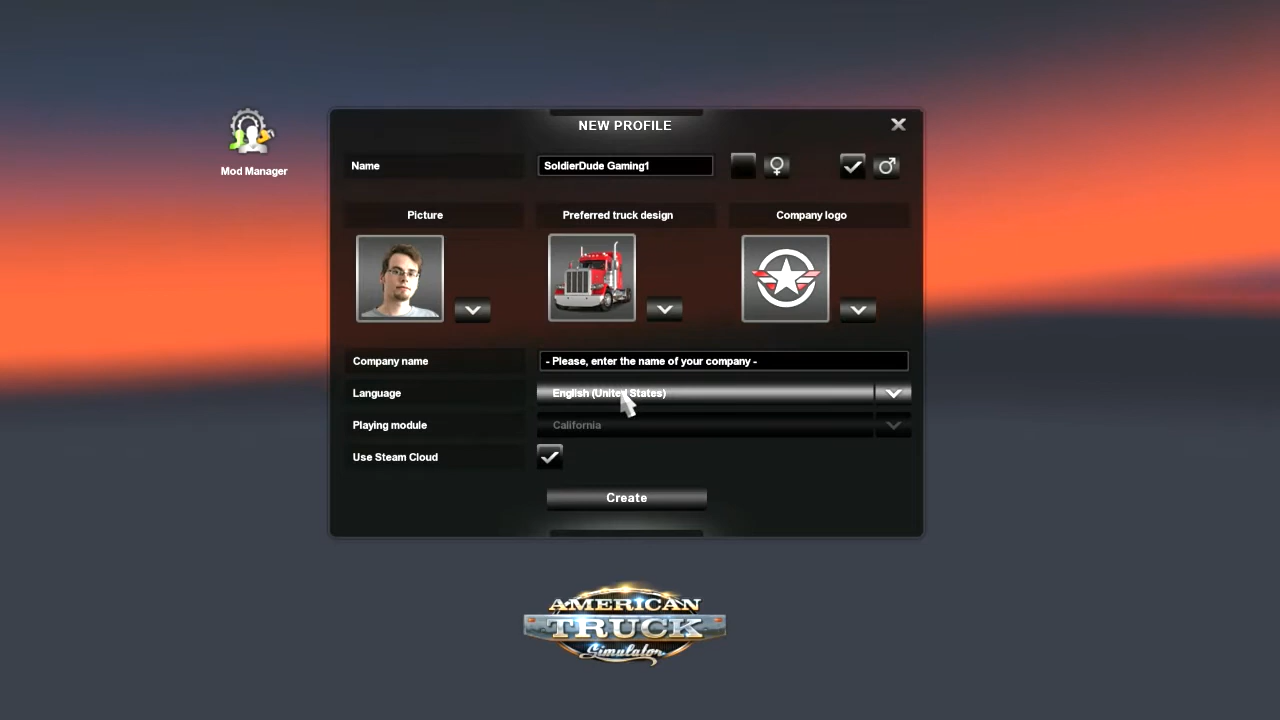 NEW PROFILE
Mod Manager
Name
SoldierDude Gaming1
Picture
Preferred truck design
Company logo
Company name
- Please, enter the name of your company -
Language
English (United States)
Playing module
California
Use Steam Cloud
Create
AMERICAN
TRUCK
Simulator